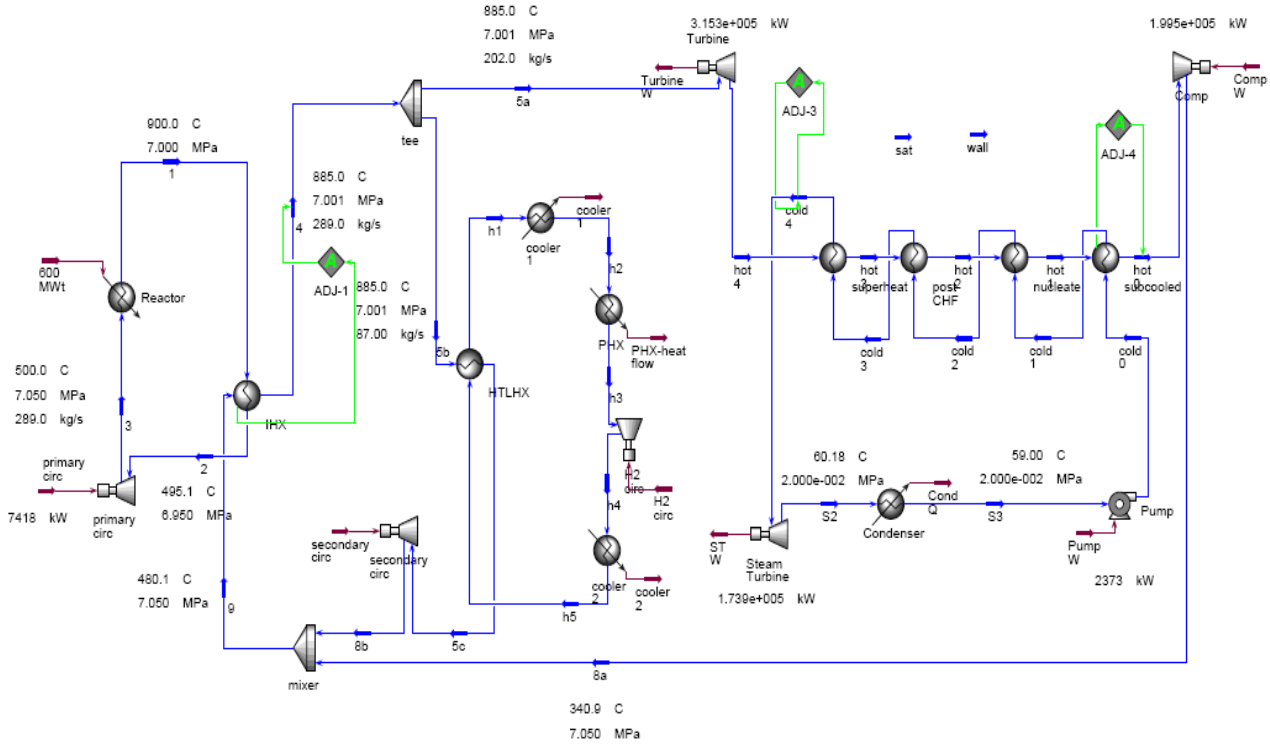 885.0 C
7.001 MPa
202.0 kg/s
3.153e+005 kW
Turbine
1.995e+005 kW
Turbine
W
Comp
W
Comp
5a
tee
ADJ-3
ADJ-4
900.0 C
7.000 MPa
1
sat
wall
885.0 C
7.001 MPa
289.0 kg/s
4
cooler
1
h1
cooler
1
cold
4
600
MWt
Reactor
ADJ-1
h2
hot
4
hot
3
superheat
hot
2
post
CHF
hot
1
nucleate
hot
0
subcooled
885.0 C
7.001 MPa
87.00 kg/s
5b
PHX
PHX-heat
flow
cold
3
cold
2
cold
1
cold
0
500.0 C
7.050 MPa
289.0 kg/s
3
IHX
HTLHX
h3
primary
circ
2
7418 kW
primary
circ
495.1 C
6.950 MPa
H2
circ
H2
circ
h4
60.18 C
2.000e-002 MPa
59.00 C
2.000e-002 MPa
Cond
Q
S2
Condenser
S3
Pump
secondary
circ
secondary
circ
ST
W
Steam
Turbine
1.739e+005 kW
Pump
W
2373 kW
480.1 C
7.050 MPa
9
cooler
2
cooler
2
h5
8b
5c
mixer
8a
340.9 C
7.050 MPa